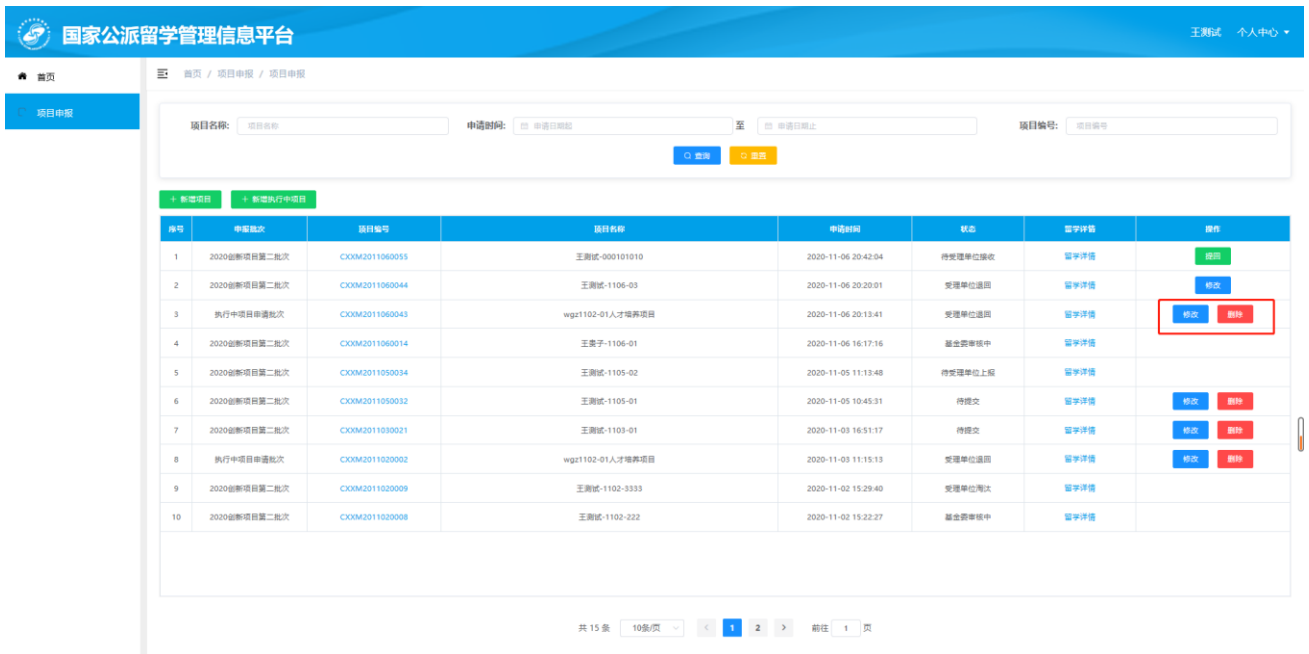 国家公派留学管理信息平台 王测试 个人中心
首页 首页 / 项目申报 / 项目申报
项目申报
项目名称: 项目名称 申请时间: 申请日期起 至 申请日期止 项目编号: 项目编号
查询 重置
+ 新增项目 + 新增执行中项目
序号 申报批次 项目编号 项目名称 申请时间 状态 留学详情 操作
1 2020创新项目第二批次 CXXM2011060055 王测试-000101010 2020-11-06 20:42:04 待受理单位接收 留学详情 撤回
2 2020创新项目第二批次 CXXM2011060044 王测试-1106-03 2020-11-06 20:20:01 受理单位退回 留学详情 修改
3 执行中项目申请批次 CXXM2011060043 wgz1102-01人才培养项目 2020-11-06 20:13:41 受理单位退回 留学详情 修改 删除
4 2020创新项目第二批次 CXXM2011060014 王妻子-1106-01 2020-11-06 16:17:16 基金委审核中 留学详情
5 2020创新项目第二批次 CXXM2011050034 王测试-1105-02 2020-11-05 11:13:48 待受理单位上报 留学详情
6 2020创新项目第二批次 CXXM2011050032 王测试-1105-01 2020-11-05 10:45:31 待提交 留学详情 修改 删除
7 2020创新项目第二批次 CXXM2011030021 王测试-1103-01 2020-11-03 16:51:17 待提交 留学详情 修改 删除
8 执行中项目申请批次 CXXM2011020002 wgz1102-01人才培养项目 2020-11-03 11:15:13 受理单位退回 留学详情 修改 删除
9 2020创新项目第二批次 CXXM2011020009 王测试-1102-3333 2020-11-02 15:29:40 受理单位淘汰 留学详情
10 2020创新项目第二批次 CXXM2011020008 王测试-1102-222 2020-11-02 15:22:27 基金委审核中 留学详情
共 15 条 10条/页 < 1 2 > 前往 1 页